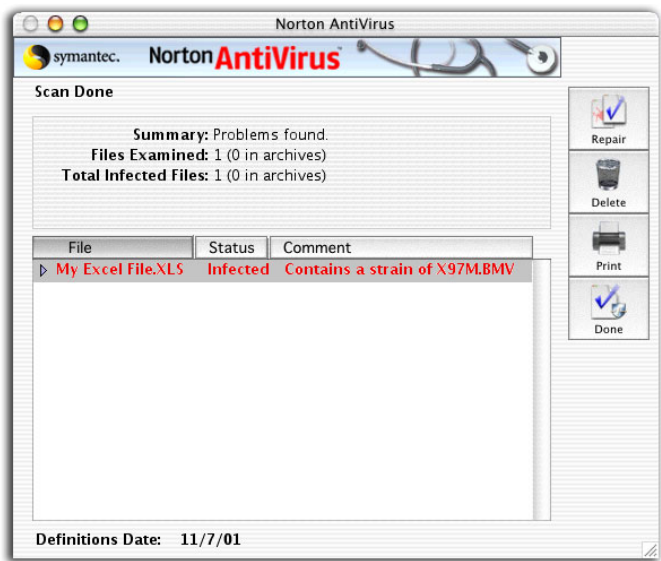 Norton AntiVirus
symantec. Norton AntiVirus
Scan Done
Summary: Problems found.
Files Examined: 1 (0 in archives)
Total Infected Files: 1 (0 in archives)
File Status Comment
My Excel File.XLS Infected Contains a strain of X97M.BMV
Definitions Date: 11/7/01
Repair
Delete
Print
Done